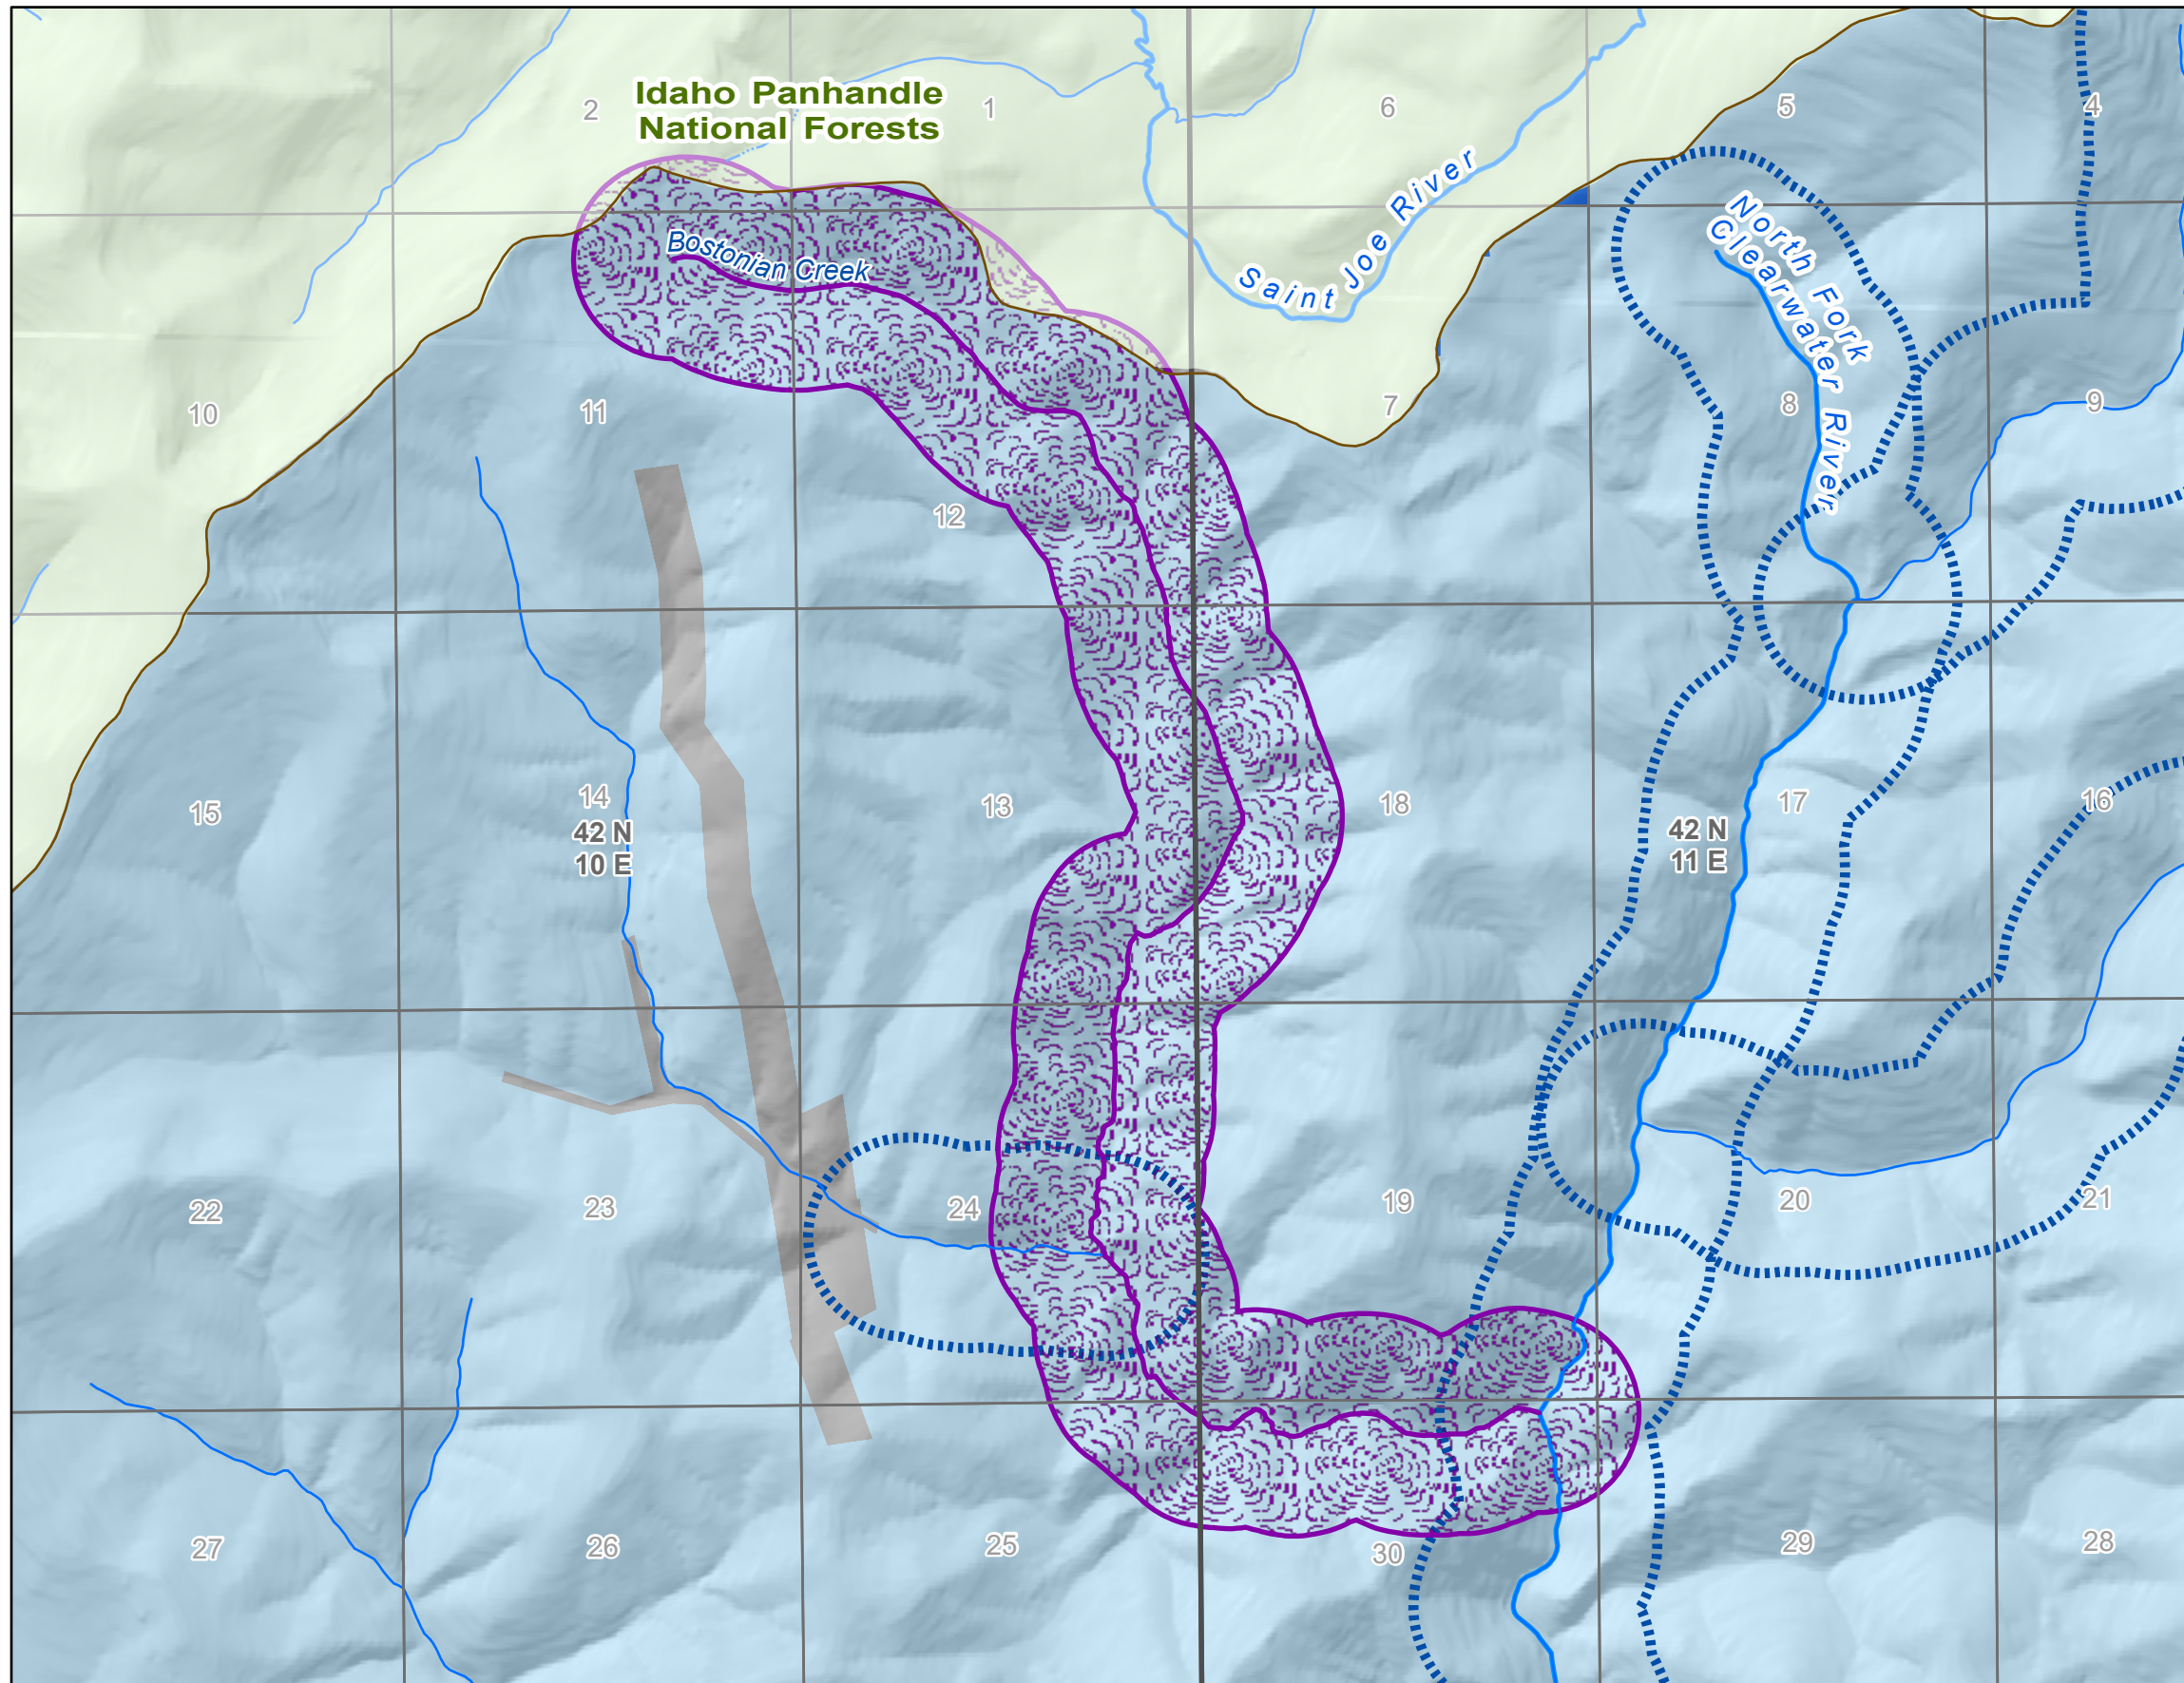 Idaho Panhandle
National Forests
2
1
6
5
4
Saint Joe River
North Fork
Clearwater River
Bostonian Creek
10
11
12
7
8
9
15
14
13
18
17
16
42 N
10 E
42 N
11 E
22
23
24
19
20
21
27
26
25
30
29
28